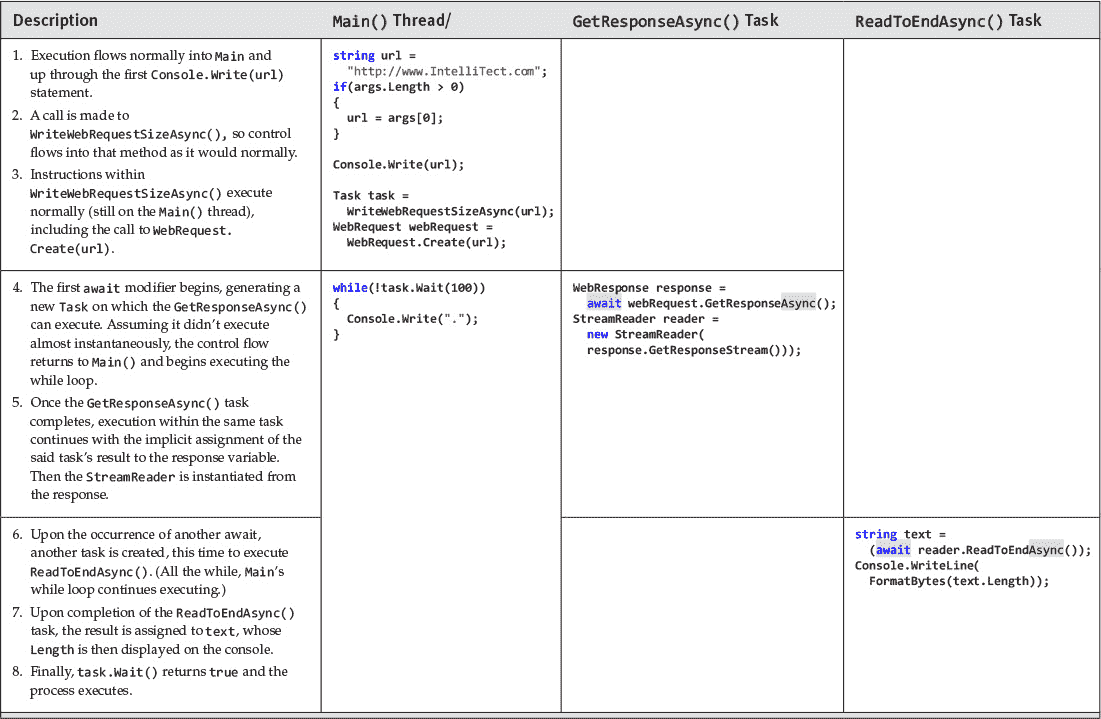 Description
Main() Thread/
GetResponseAsync() Task
ReadToEndAsync() Task
1. Execution flows normally into Main and
up through the first Console.Write(url)
statement.
2. A call is made to
WriteWebRequestSizeAsync(), so control
flows into that method as it would normally.
3. Instructions within
WriteWebRequestSizeAsync() execute
normally (still on the Main() thread),
including the call to WebRequest.
Create(url).
string url =
"http://www.IntelliTect.com";
if(args.Length > 0)
{
url = args[0];
}
Console.Write(url);
Task task =
WriteWebRequestSizeAsync(url);
WebRequest webRequest =
WebRequest.Create(url);
4. The first await modifier begins, generating a
new Task on which the GetResponseAsync()
can execute. Assuming it didn't execute
almost instantaneously, the control flow
returns to Main() and begins executing the
while loop.
5. Once the GetResponseAsync() task
completes, execution within the same task
continues with the implicit assignment of the
said task's result to the response variable.
Then the StreamReader is instantiated from
the response.
while(!task.Wait(100))
{
Console.Write(".");
}
WebResponse response =
await webRequest.GetResponseAsync();
StreamReader reader =
new StreamReader(
response.GetResponseStream()));
6. Upon the occurrence of another await,
another task is created, this time to execute
ReadToEndAsync(). (All the while, Main's
while loop continues executing.)
7. Upon completion of the ReadToEndAsync()
task, the result is assigned to text, whose
Length is then displayed on the console.
8. Finally, task.Wait() returns true and the
process executes.
string text =
(await reader.ReadToEndAsync());
Console.WriteLine(
FormatBytes(text.Length));